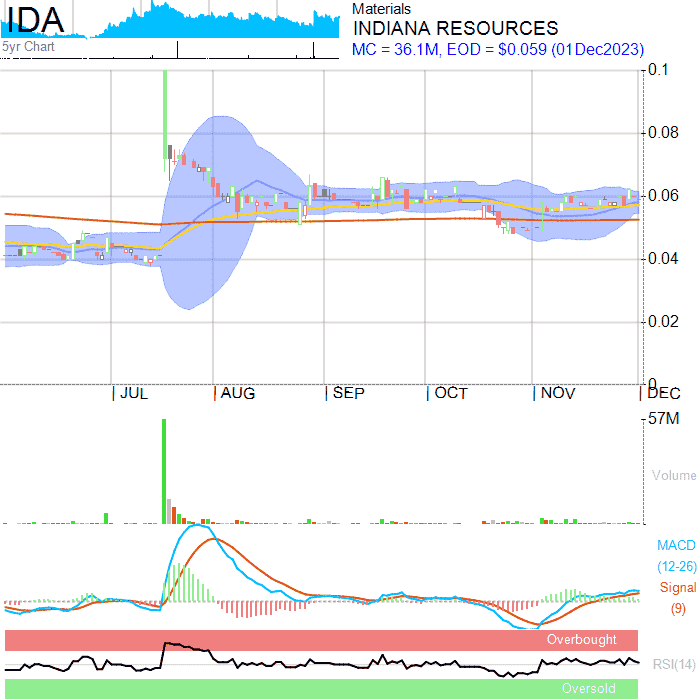 IDA
5yr Chart
Materials
INDIANA RESOURCES
MC = 36.1M, EOD = $0.059 (01Dec2023)
0.1
0.08
0.06
0.04
0.02
0
JUL AUG SEP OCT NOV DEC
57M
Volume
MACD
(12-26)
Signal
(9)
Overbought
RSI(14)
Oversold